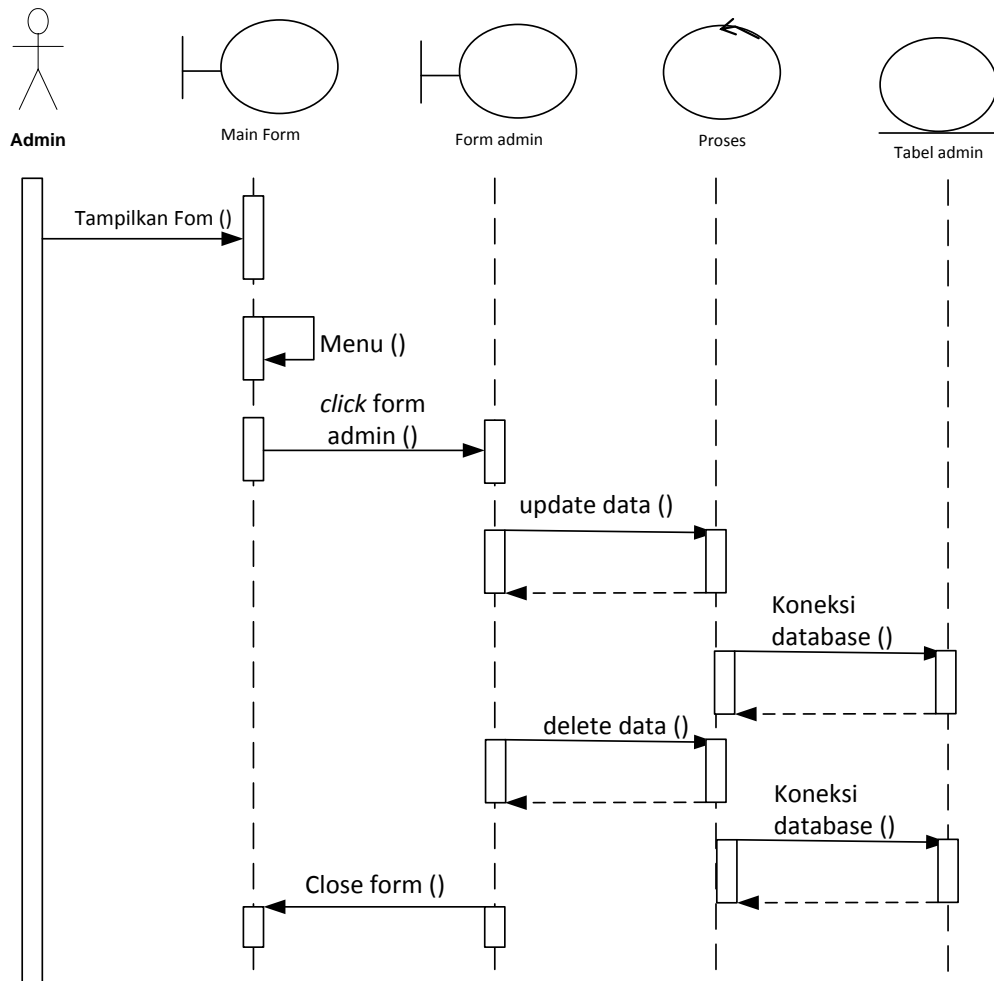 Admin
Main Form
Form admin
Proses
Tabel admin
Tampilkan Fom ()
Menu ()
click form
admin ()
update data ()
Koneksi
database ()
delete data ()
Koneksi
database ()
Close form ()